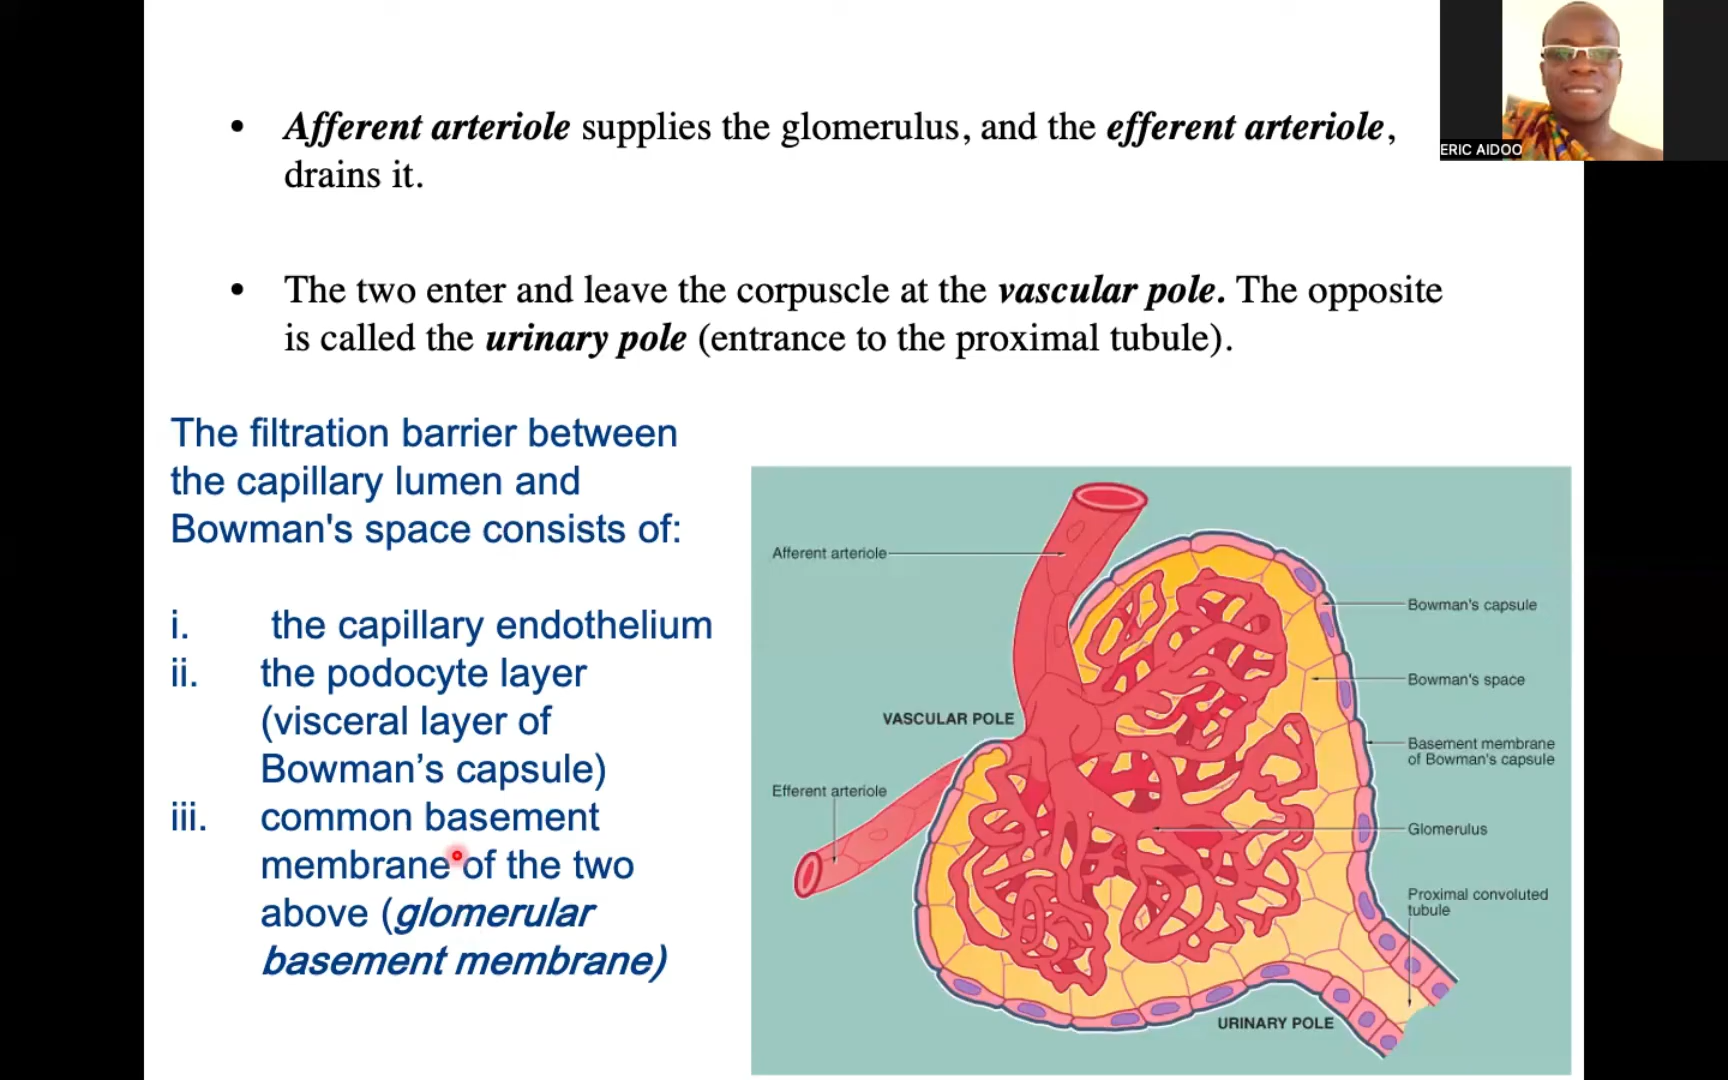 • Afferent arteriole supplies the glomerulus, and the efferent arteriole,
drains it.
• The two enter and leave the corpuscle at the vascular pole. The opposite
is called the urinary pole (entrance to the proximal tubule).
The filtration barrier between
the capillary lumen and
Bowman's space consists of:
i. the capillary endothelium
ii. the podocyte layer
(visceral layer of
Bowman’s capsule)
iii. common basement
membrane of the two
above (glomerular
basement membrane)
ERIC AIDOO
Afferent arteriole
Bowman's capsule
Bowman's space
VASCULAR POLE
Basement membrane
of Bowman's capsule
Efferent arteriole
Glomerulus
Proximal convoluted
tubule
URINARY POLE